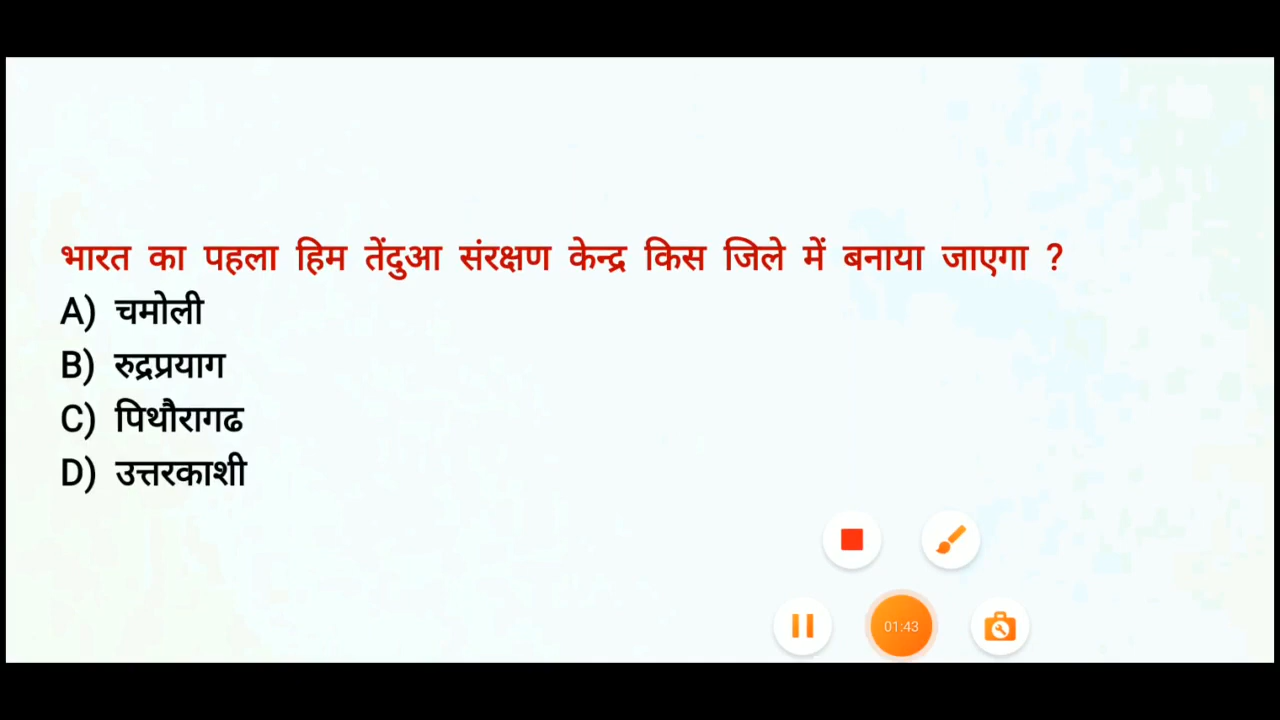 भारत का पहला हिम तेंदुआ संरक्षण केन्द्र किस जिले में बनाया जाएगा ?
A) चमोली
B) रुद्रप्रयाग
C) पिथौरागढ
D) उत्तरकाशी
01:43